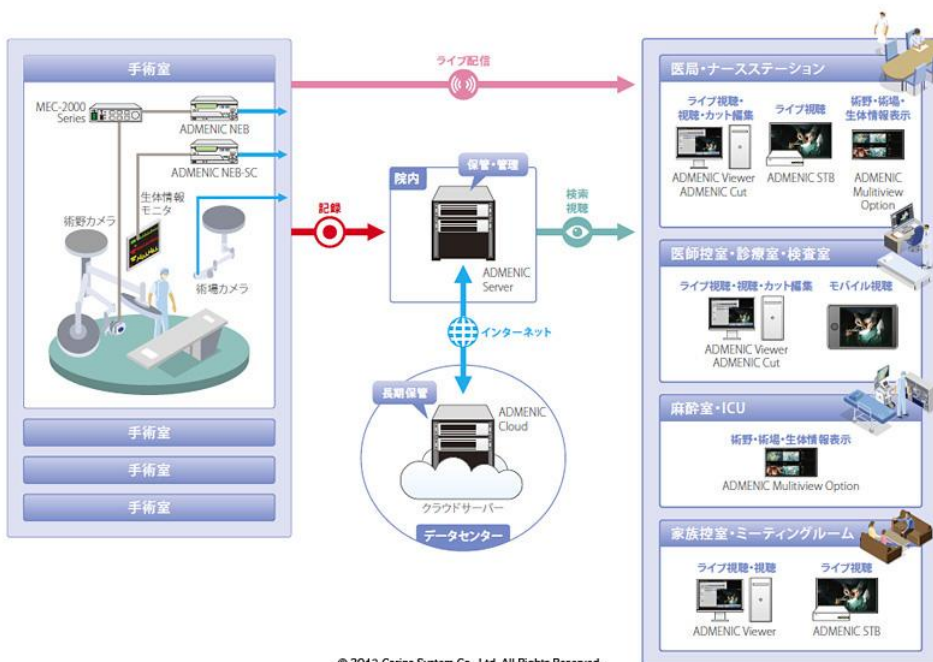 手術室
MEC-2000
Series
ADMENIC NEB
ADMENIC NEB-SC
生体情報
モニタ
術野カメラ
術場カメラ
手術室
手術室
手術室
ライブ配信
記録
院内
保管・管理
ADMENIC
Server
検索
視聴
インターネット
長期保管
ADMENIC
Cloud
クラウドサーバー
データセンター
医局・ナースステーション
ライブ視聴・
視聴・カット編集
ADMENIC Viewer
ADMENIC Cut
ライブ視聴
ADMENIC STB
術野・術場・
生体情報表示
ADMENIC
Mulitiview
Option
医師控室・診療室・検査室
ライブ視聴・視聴・カット編集
ADMENIC Viewer
ADMENIC Cut
モバイル視聴
麻酔室・ICU
術野・術場・生体情報表示
ADMENIC Mulitiview Option
家族控室・ミーティングルーム
ライブ視聴・視聴
ADMENIC Viewer
ライブ視聴
ADMENIC STB
System Co., Ltd. All Rights Reserved